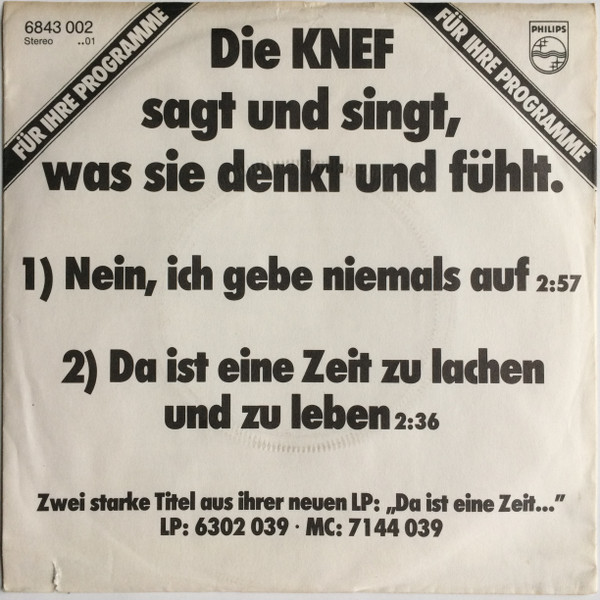 6843 002
Stereo ..01
FÜR IHRE PROGRAMME
FÜR IHRE PROGRAMME
PHILIPS
Die KNEF
sagt und singt,
was sie denkt und fühlt.
1) Nein, ich gebe niemals auf 2:57
2) Da ist eine Zeit zu lachen
und zu leben 2:36
Zwei starke Titel aus ihrer neuen LP: „Da ist eine Zeit...”
LP: 6302 039 · MC: 7144 039